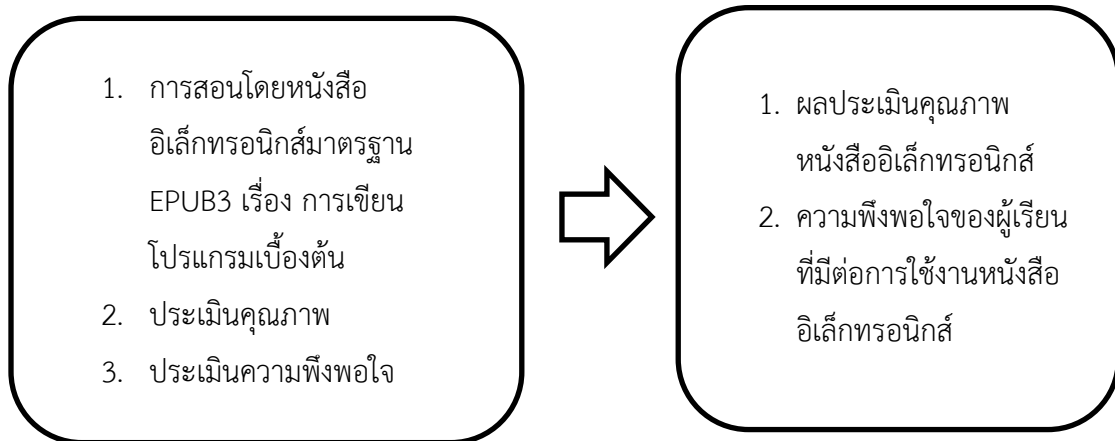 1. การสอนโดยหนังสือ
อิเล็กทรอนิกส์มาตรฐาน
EPUB3 เรื่อง การเขียน
โปรแกรมเบื้องต้น
2. ประเมินคุณภาพ
3. ประเมินความพึงพอใจ
1. ผลประเมินคุณภาพ
หนังสืออิเล็กทรอนิกส์
2. ความพึงพอใจของผู้เรียน
ที่มีต่อการใช้งานหนังสือ
อิเล็กทรอนิกส์